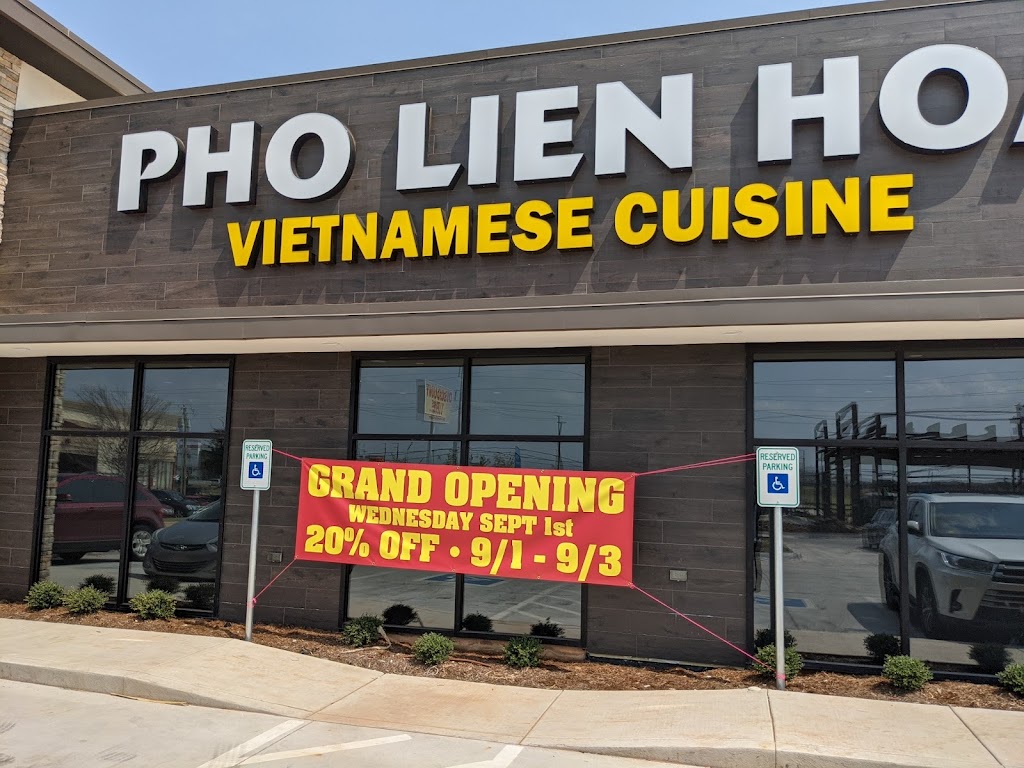 PHO LIEN HO
VIETNAMESE CUISINE
RESERVED
PARKING
GRAND OPENING
WEDNESDAY SEPT 1st
20% OFF • 9/1 - 9/3
RESERVED
PARKING